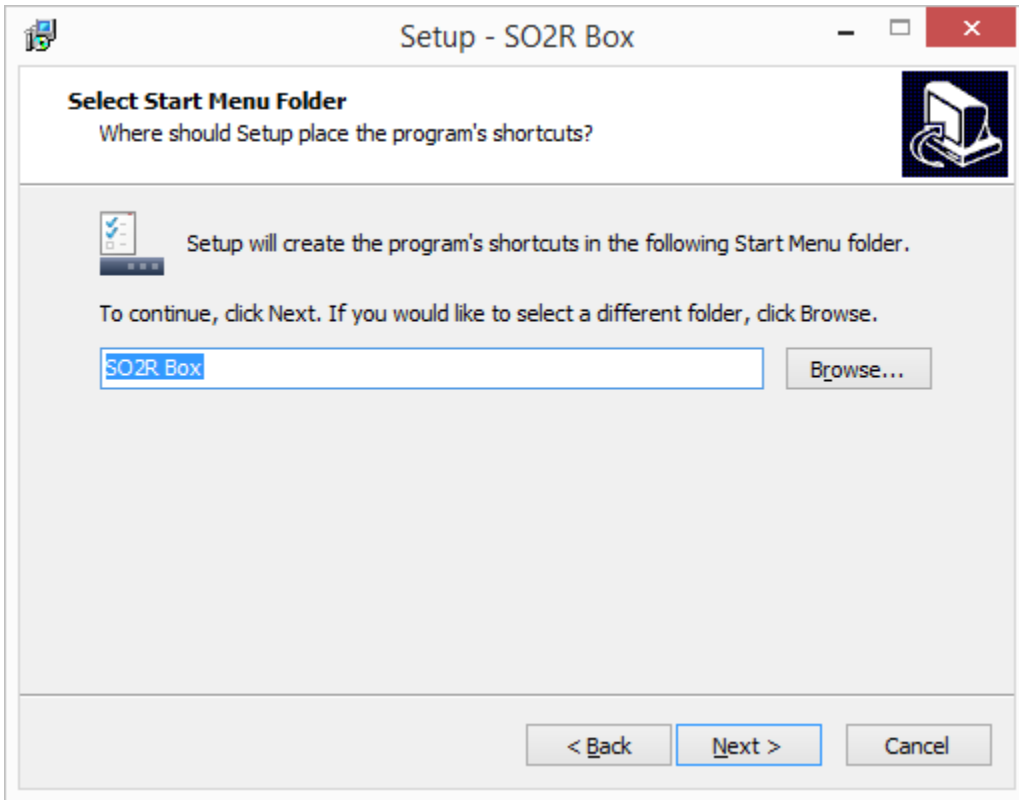 Setup - SO2R Box
Select Start Menu Folder
Where should Setup place the program's shortcuts?
Setup will create the program's shortcuts in the following Start Menu folder.
To continue, click Next. If you would like to select a different folder, click Browse.
SO2R Box
Browse...
< Back
Next >
Cancel